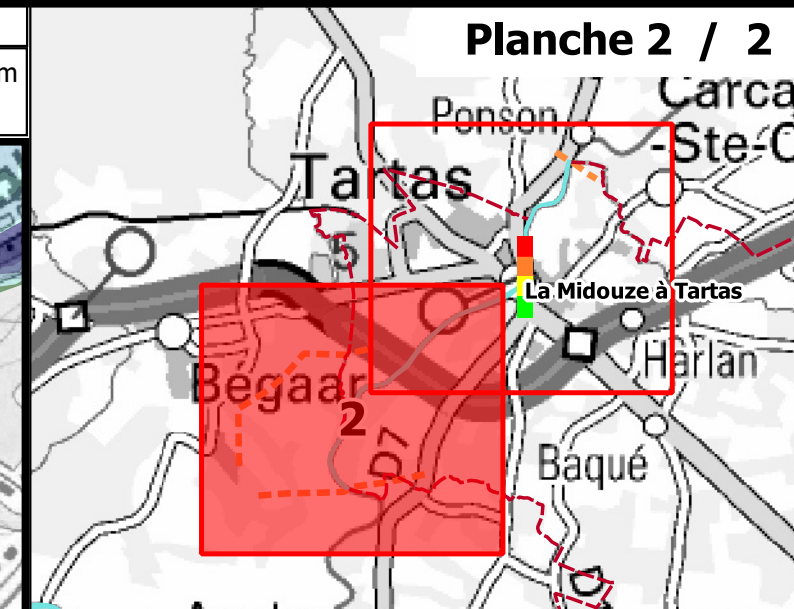 Planche 2 / 2
m
Carca
Ponson
-Ste-C
Tartas
5
La Midouze à Tartas
Harlan
Bégaar
2
D7
Baqué